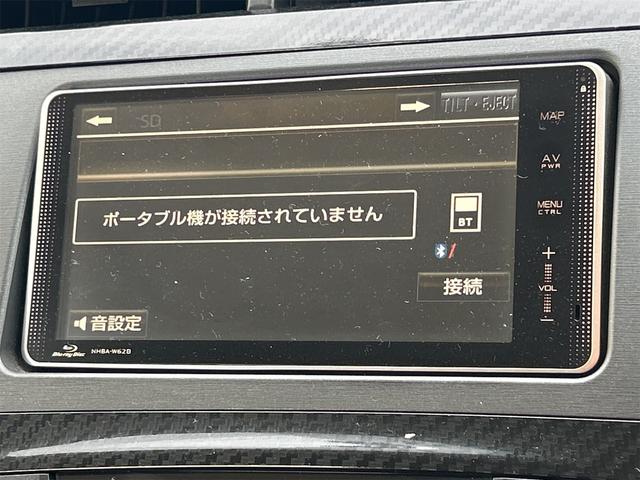 SD
TILT・EJECT
MAP
AV
PWR
ポータブル機が接続されていません
BT
MENU
CTRL
接続
VOL
音設定
Blu-ray Disc
NHBA-W62G